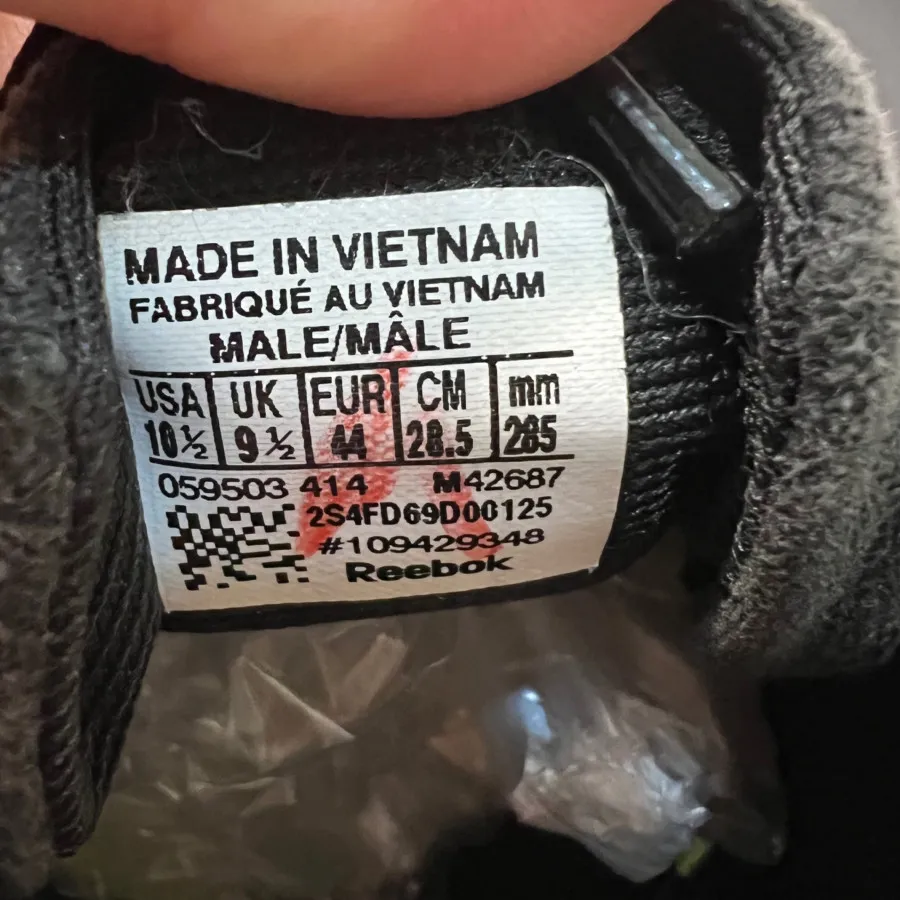 MADE IN VIETNAM
FABRIQUÉ AU VIETNAM
MALE/MÂLE
USA UK EUR CM mm
10½ 9½ 44 28.5 285
059503 414 M42687
2S4FD69D00125
#109429348
Reebok